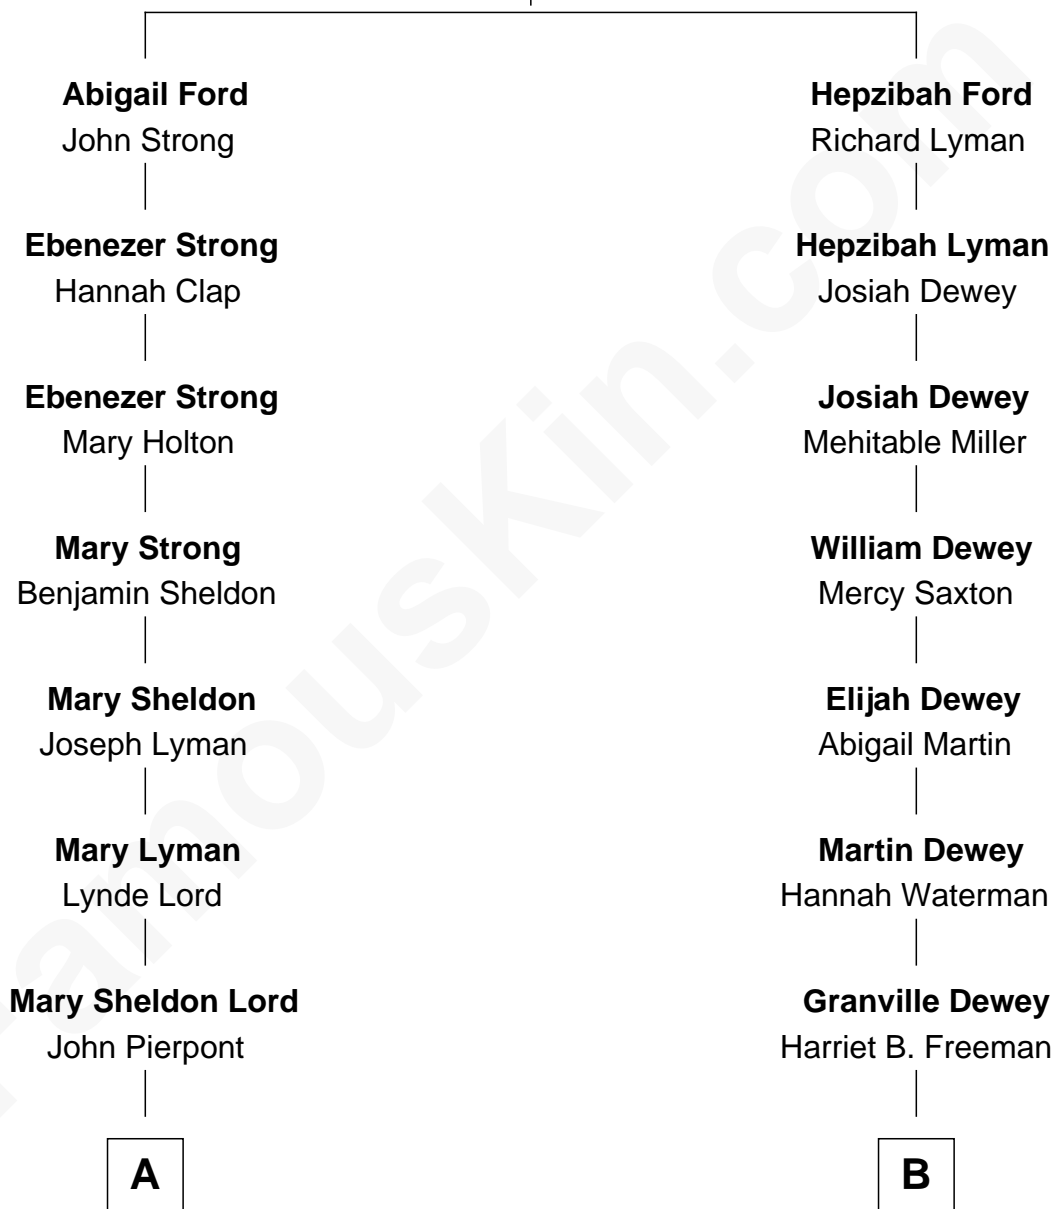 Abigail Ford
John Strong
Hepzibah Ford
Richard Lyman
Ebenezer Strong
Hannah Clap
Hepzibah Lyman
Josiah Dewey
Ebenezer Strong
Mary Holton
Josiah Dewey
Mehitable Miller
Mary Strong
Benjamin Sheldon
William Dewey
Mercy Saxton
Mary Sheldon
Joseph Lyman
Elijah Dewey
Abigail Martin
Mary Lyman
Lynde Lord
Martin Dewey
Hannah Waterman
Mary Sheldon Lord
John Pierpont
Granville Dewey
Harriet B. Freeman
A
B
FamousKin.com